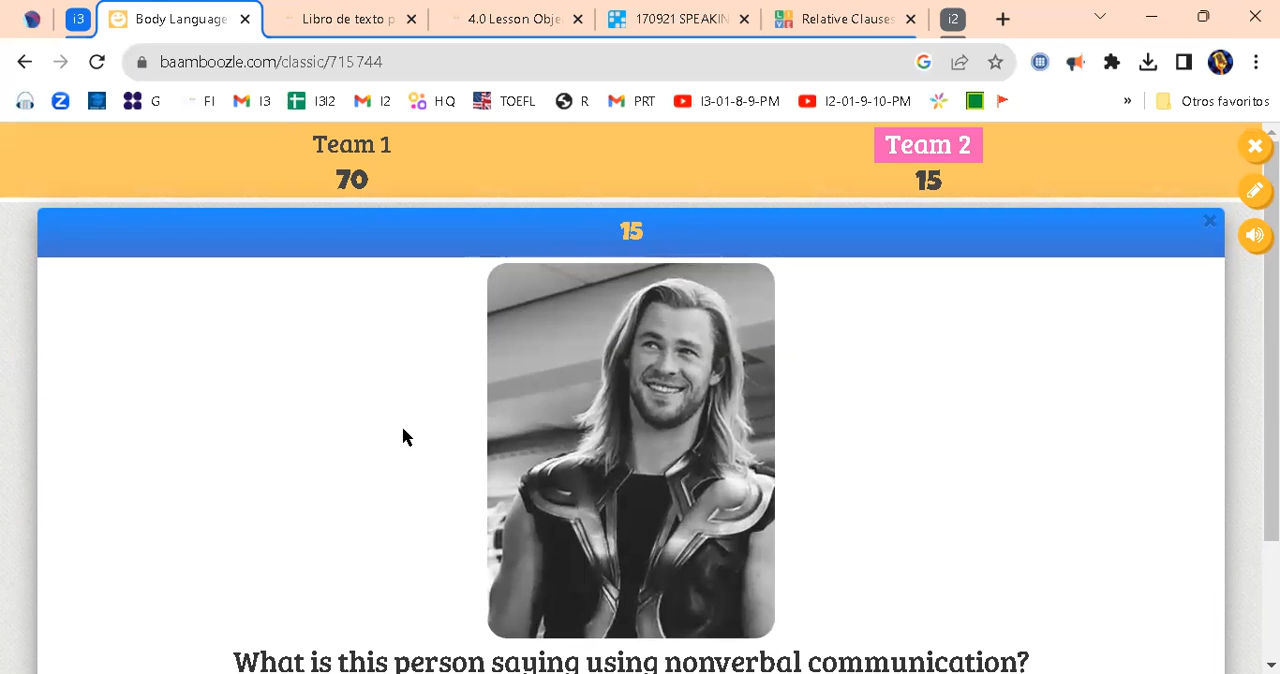 Body Language
Libro de texto p
4.0 Lesson Obje
170921 SPEAKIN
Relative Clauses
i3
i2
baamboozle.com/classic/715744
G
FI
I3
I3I2
I2
HQ
TOEFL
R
PRT
I3-01-8-9-PM
I2-01-9-10-PM
»
Otros favoritos
Team 1
Team 2
70
15
15
What is this person saying using nonverbal communication?